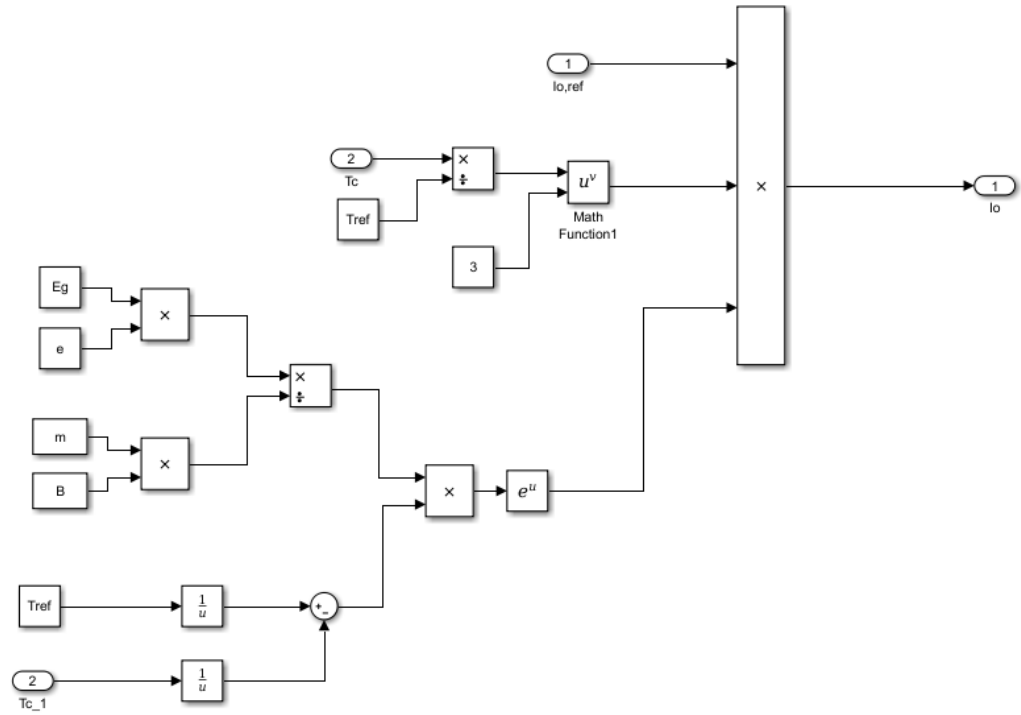 1
Io,ref
2
Tc
×
÷
Tref
u^v
Math
Function1
3
×
1
Io
Eg
e
×
×
÷
m
B
×
×
e^u
Tref
1/u
+-
2
Tc_1
1/u